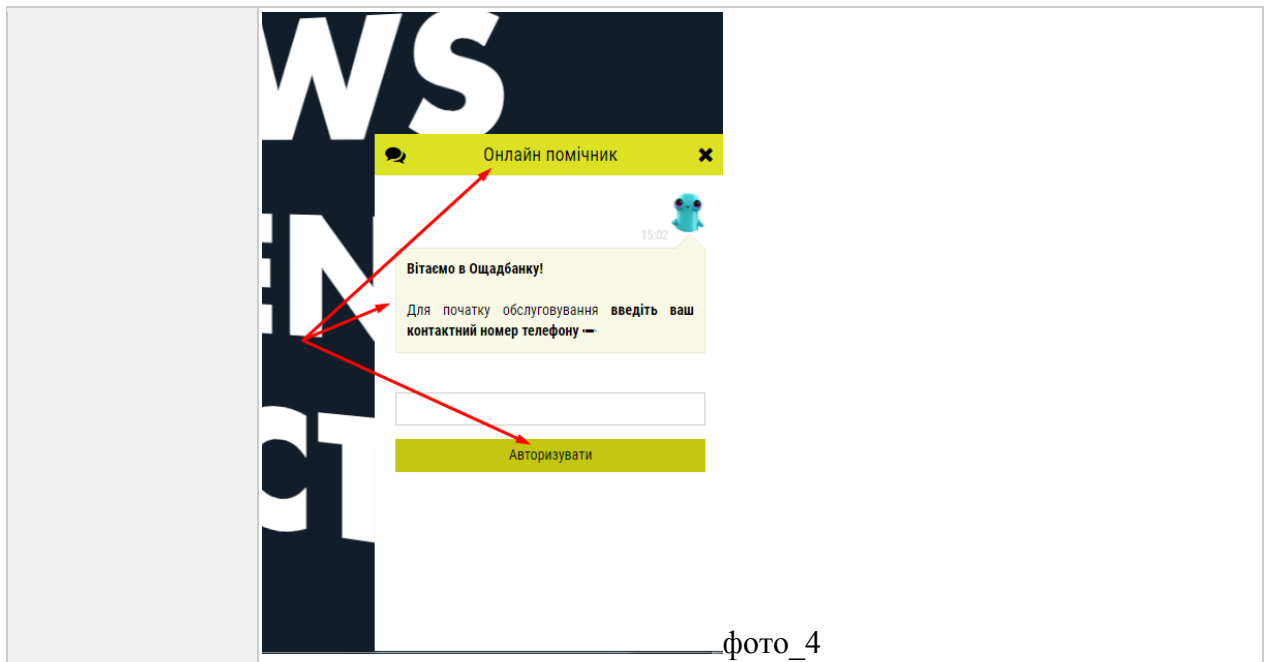 WS
Онлайн помічник
15:02
EN
Вітаємо в Ощадбанку!
Для початку обслуговування введіть ваш
контактний номер телефону
CT
Авторизувати
фото_4